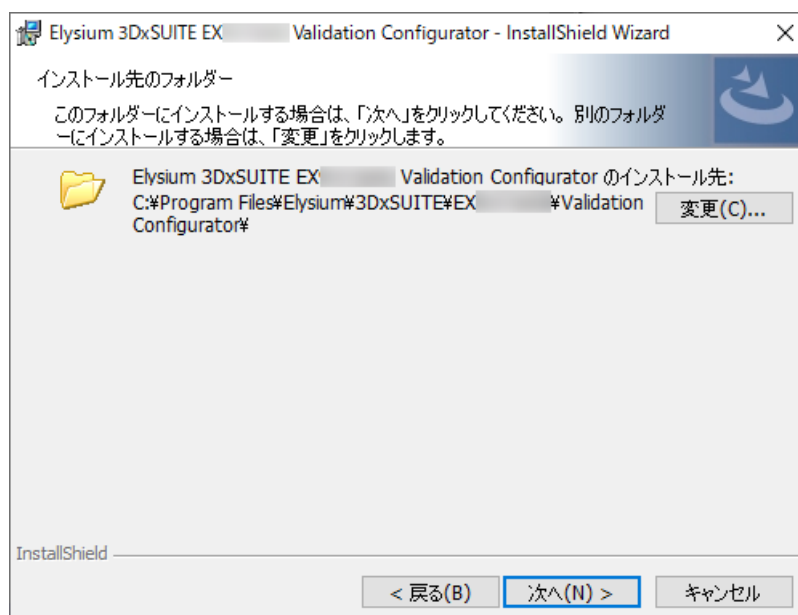 Elysium 3DxSUITE EX Validation Configurator - InstallShield Wizard
インストール先のフォルダー
このフォルダーにインストールする場合は、「次へ」をクリックしてください。別のフォルダ
ーにインストールする場合は、「変更」をクリックします。
Elysium 3DxSUITE EX Validation Configurator のインストール先:
C:¥Program Files¥Elysium¥3DxSUITE¥EX ¥Validation
Configurator¥
変更(C)...
InstallShield
< 戻る(B)
次へ(N) >
キャンセル